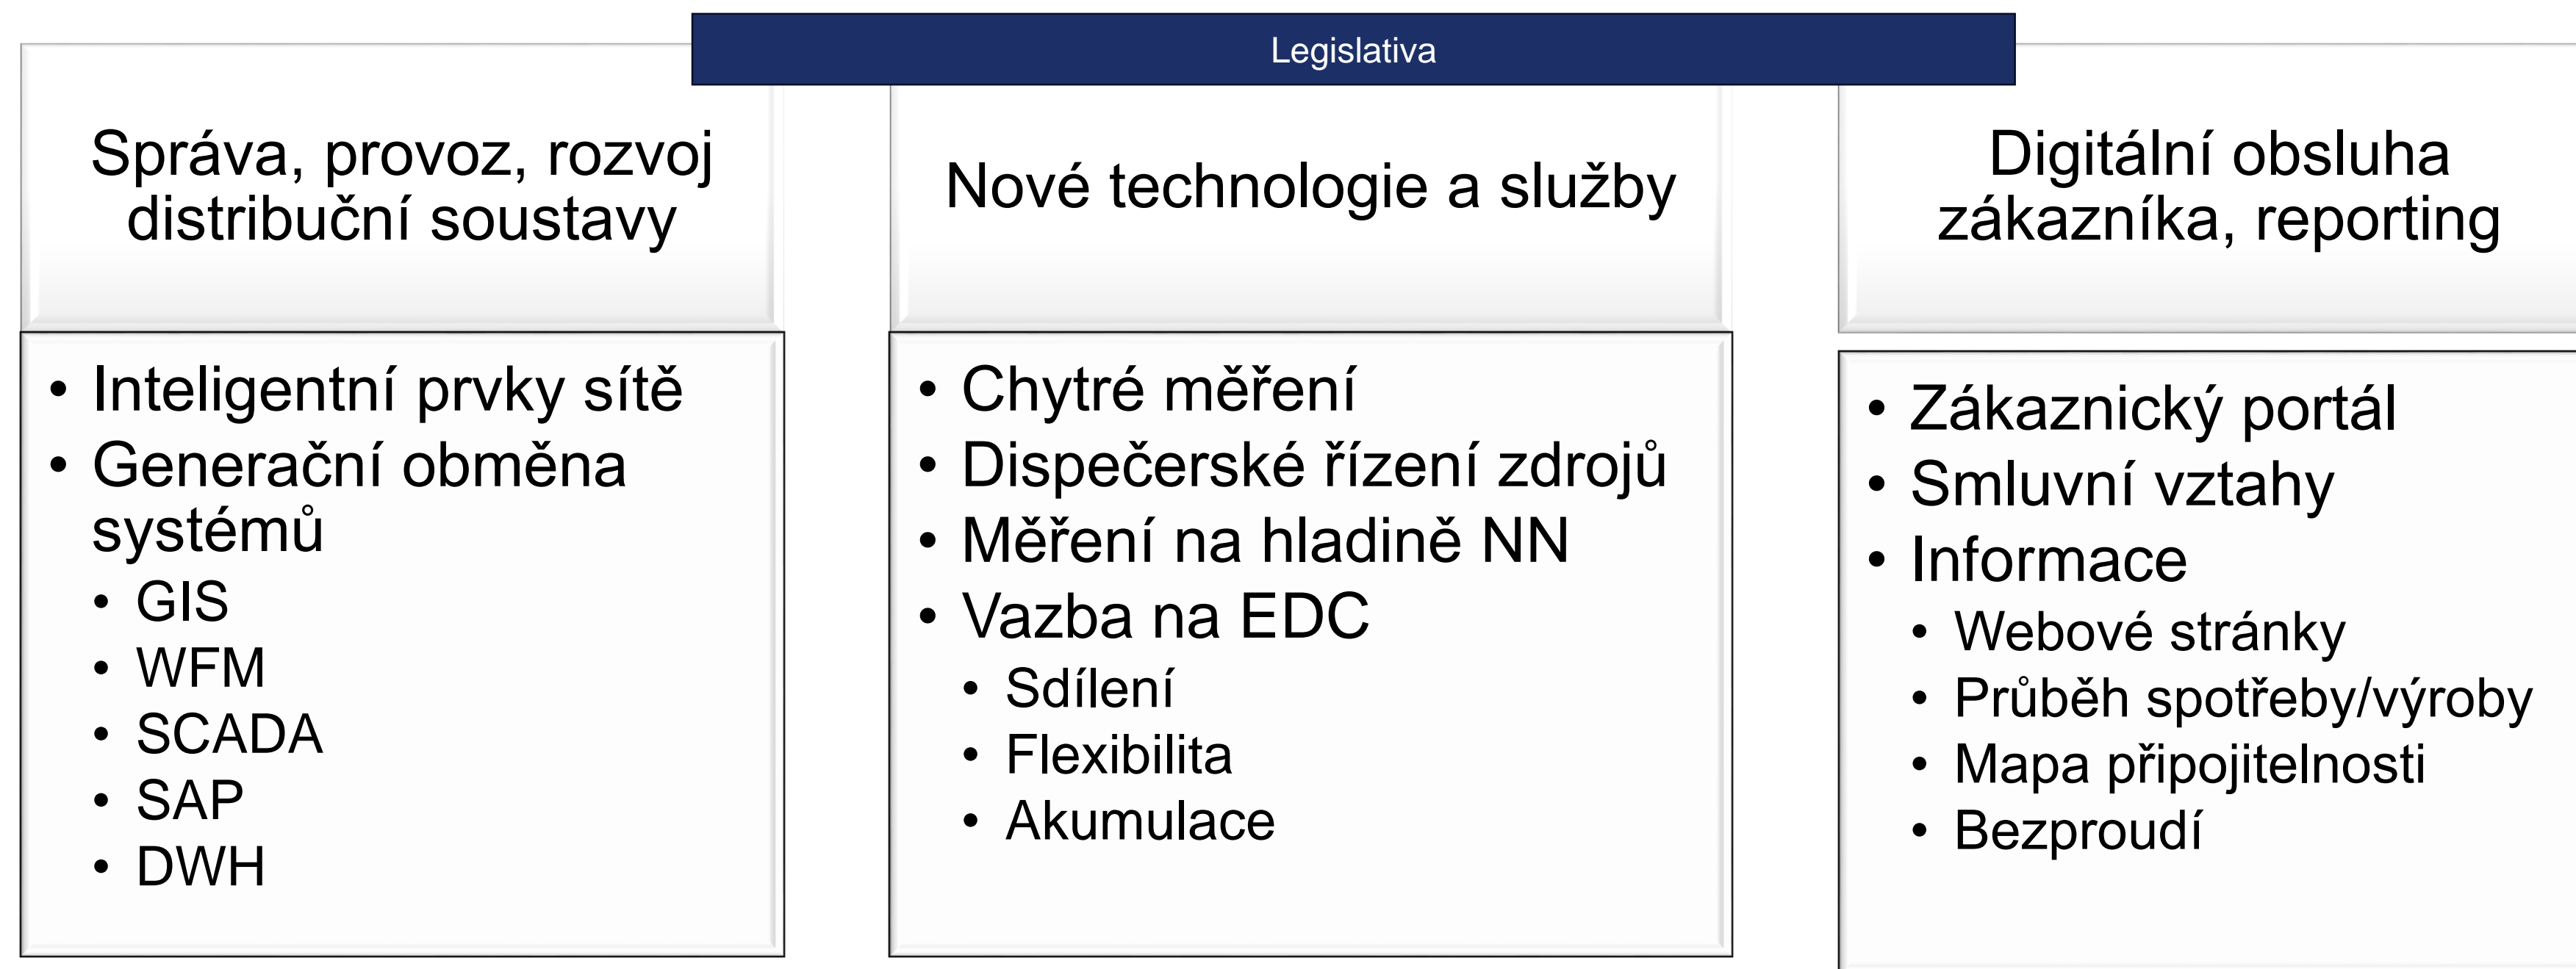 Legislativa
Správa, provoz, rozvoj
distribuční soustavy
• Inteligentní prvky sítě
• Generační obměna
systémů
• GIS
• WFM
• SCADA
• SAP
• DWH
Nové technologie a služby
• Chytré měření
• Dispečerské řízení zdrojů
• Měření na hladině NN
• Vazba na EDC
• Sdílení
• Flexibilita
• Akumulace
Digitální obsluha
zákazníka, reporting
• Zákaznický portál
• Smluvní vztahy
• Informace
• Webové stránky
• Průběh spotřeby/výroby
• Mapa připojitelnosti
• Bezproudí